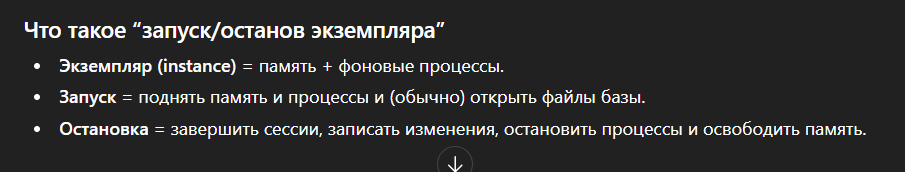 Что такое “запуск/останов экземпляра”
• Экземпляр (instance) = память + фоновые процессы.
• Запуск = поднять память и процессы и (обычно) открыть файлы базы.
• Остановка = завершить сессии, записать изменения, остановить процессы и освободить память.